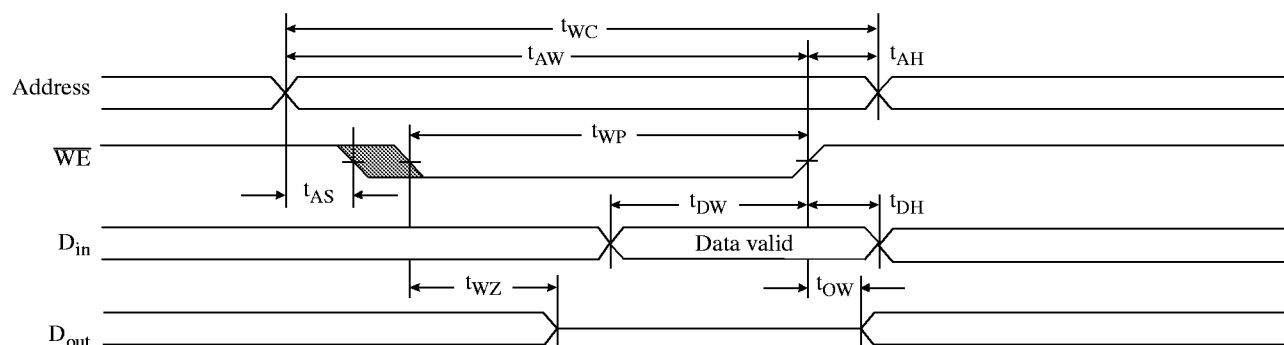 tWC
tAW
tAH
Address
tWP
WE
tAS
tDW
tDH
Din
Data valid
tWZ
tOW
Dout